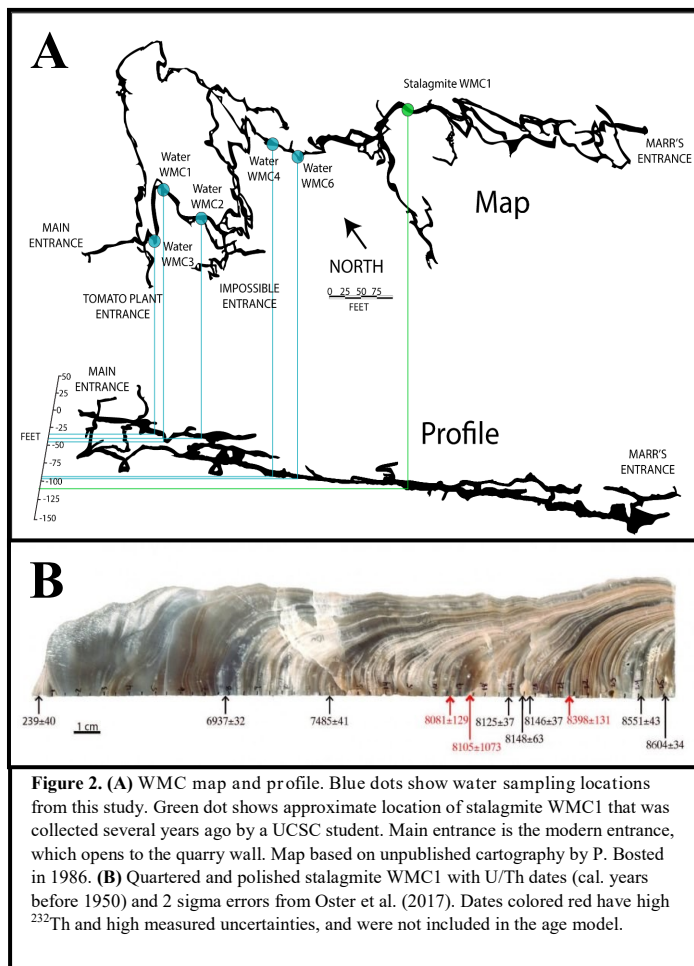 A
Stalagmite WMC1
Water
WMC1
Water
WMC4
Water
WMC6
MARR'S
ENTRANCE
Water
WMC2
Map
MAIN
ENTRANCE
Water
WMC3
NORTH
TOMATO PLANT
ENTRANCE
IMPOSSIBLE
ENTRANCE
0 25 50 75
FEET
MAIN
ENTRANCE
50
25
0
-25
FEET
-50
-75
-100
-125
-150
Profile
MARR'S
ENTRANCE
B
239±40
1 cm
6937±32
7485±41
8081±129
8105±1073
8125±37
8148±63
8146±37
8398±131
8551±43
8604±34
Figure 2. (A) WMC map and profile. Blue dots show water sampling locations
from this study. Green dot shows approximate location of stalagmite WMC1 that was
collected several years ago by a UCSC student. Main entrance is the modern entrance,
which opens to the quarry wall. Map based on unpublished cartography by P. Bosted
in 1986. (B) Quartered and polished stalagmite WMC1 with U/Th dates (cal. years
before 1950) and 2 sigma errors from Oster et al. (2017). Dates colored red have high
²³²Th and high measured uncertainties, and were not included in the age model.